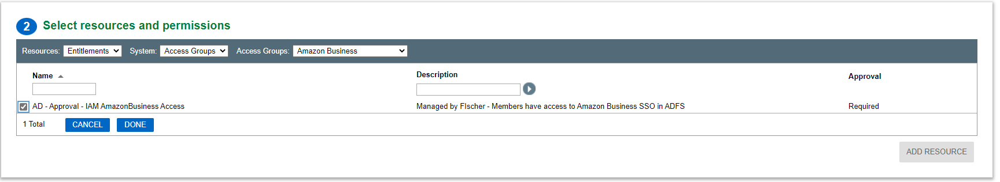 2 Select resources and permissions
Resources: Entitlements System: Access Groups Access Groups: Amazon Business
Name Description Approval
AD - Approval - IAM AmazonBusiness Access Managed by FIscher - Members have access to Amazon Business SSO in ADFS Required
1 Total CANCEL DONE
ADD RESOURCE